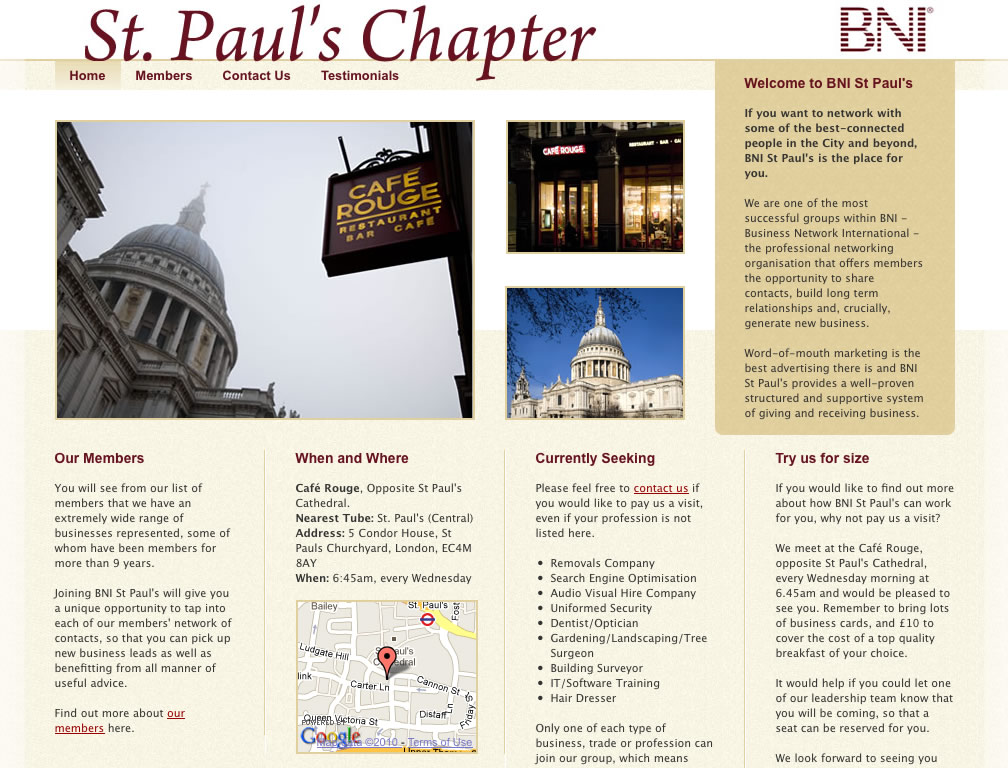 St. Paul's Chapter
BNI®
Home Members Contact Us Testimonials
CAFÉ
ROUGE
RESTAURANT
BAR CAFÉ
CAFÉ ROUGE
Welcome to BNI St Paul's
If you want to network with
some of the best-connected
people in the City and beyond,
BNI St Paul's is the place for
you.
We are one of the most
successful groups within BNI -
Business Network International -
the professional networking
organisation that offers members
the opportunity to share
contacts, build long term
relationships and, crucially,
generate new business.
Word-of-mouth marketing is the
best advertising there is and BNI
St Paul's provides a well-proven
structured and supportive system
of giving and receiving business.
Our Members
You will see from our list of
members that we have an
extremely wide range of
businesses represented, some of
whom have been members for
more than 9 years.
Joining BNI St Paul's will give you
a unique opportunity to tap into
each of our members' network of
contacts, so that you can pick up
new business leads as well as
benefitting from all manner of
useful advice.
Find out more about our
members here.
When and Where
Café Rouge, Opposite St Paul's
Cathedral.
Nearest Tube: St. Paul's (Central)
Address: 5 Condor House, St
Pauls Churchyard, London, EC4M
8AY
When: 6:45am, every Wednesday
Bailey
St. Paul's
Fost
Ludgate Hill
link
Carter Ln
Cannon St
Distaff Ln
Friday S
Queen Victoria St
POWERED BY
Google
©2010 - Terms of Use
Currently Seeking
Please feel free to contact us if
you would like to pay us a visit,
even if your profession is not
listed here.
• Removals Company
• Search Engine Optimisation
• Audio Visual Hire Company
• Uniformed Security
• Dentist/Optician
• Gardening/Landscaping/Tree
Surgeon
• Building Surveyor
• IT/Software Training
• Hair Dresser
Only one of each type of
business, trade or profession can
join our group, which means
Try us for size
If you would like to find out more
about how BNI St Paul's can work
for you, why not pay us a visit?
We meet at the Café Rouge,
opposite St Paul's Cathedral,
every Wednesday morning at
6.45am and would be pleased to
see you. Remember to bring lots
of business cards, and £10 to
cover the cost of a top quality
breakfast of your choice.
It would help if you could let one
of our leadership team know that
you will be coming, so that a
seat can be reserved for you.
We look forward to seeing you